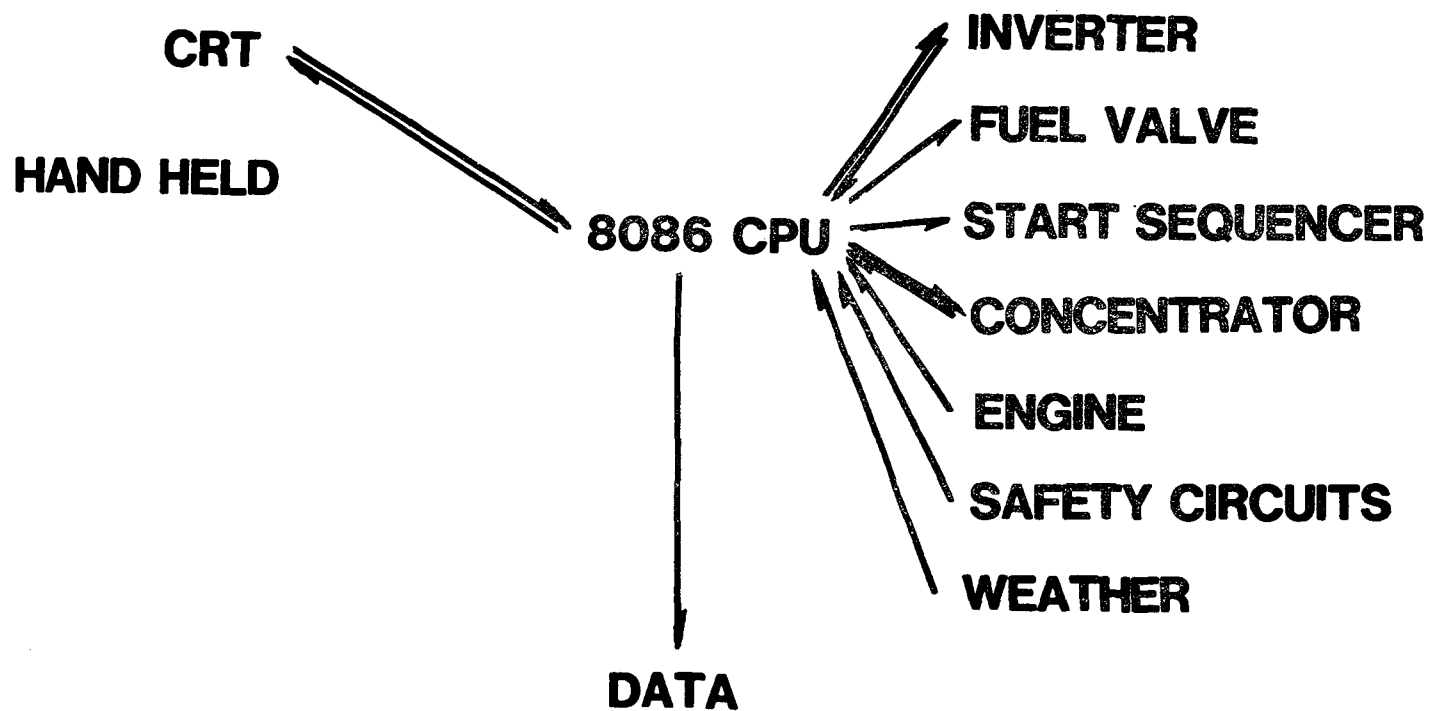 CRT
HAND HELD
8086 CPU
INVERTER
FUEL VALVE
START SEQUENCER
CONCENTRATOR
ENGINE
SAFETY CIRCUITS
WEATHER
DATA